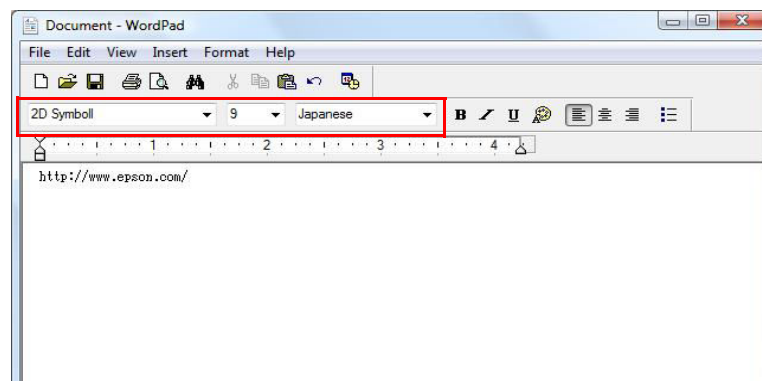 Document - WordPad
File Edit View Insert Format Help
2D Symboll 9 Japanese B U
1 2 3 4
http://www.epson.com/